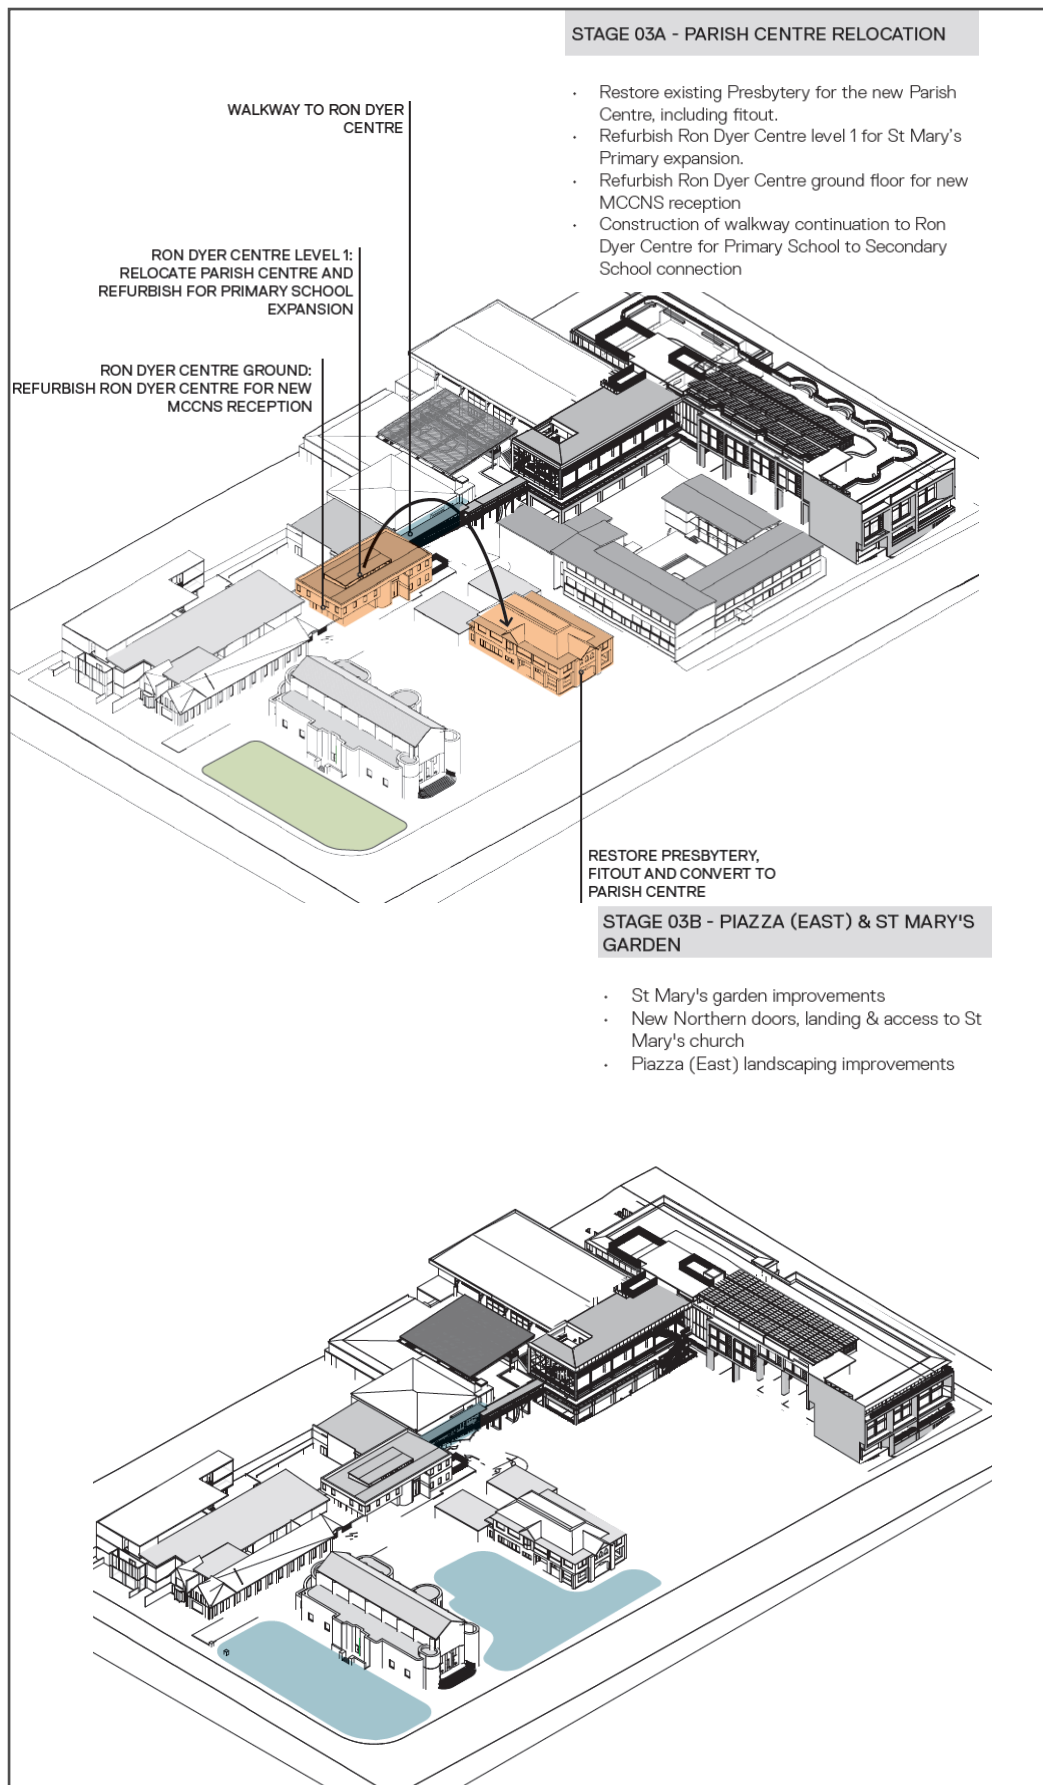 STAGE 03A - PARISH CENTRE RELOCATION
· Restore existing Presbytery for the new Parish
Centre, including fitout.
· Refurbish Ron Dyer Centre level 1 for St Mary's
Primary expansion.
· Refurbish Ron Dyer Centre ground floor for new
MCCNS reception
· Construction of walkway continuation to Ron
Dyer Centre for Primary School to Secondary
School connection
WALKWAY TO RON DYER
CENTRE
RON DYER CENTRE LEVEL 1:
RELOCATE PARISH CENTRE AND
REFURBISH FOR PRIMARY SCHOOL
EXPANSION
RON DYER CENTRE GROUND:
REFURBISH RON DYER CENTRE FOR NEW
MCCNS RECEPTION
RESTORE PRESBYTERY,
FITOUT AND CONVERT TO
PARISH CENTRE
STAGE 03B - PIAZZA (EAST) & ST MARY'S
GARDEN
· St Mary's garden improvements
· New Northern doors, landing & access to St
Mary's church
· Piazza (East) landscaping improvements